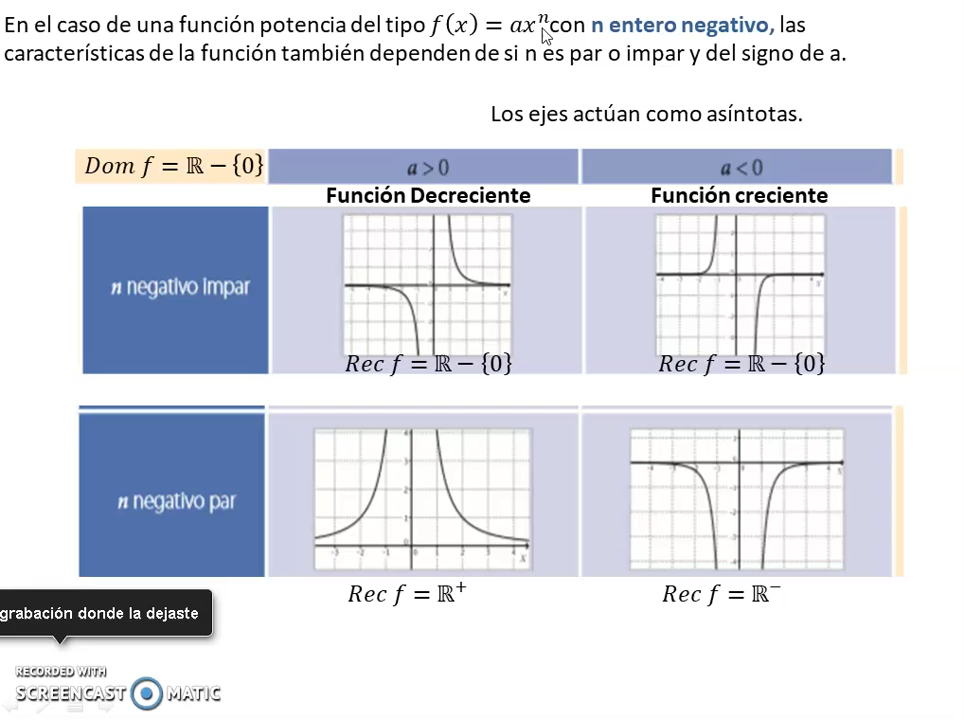 En el caso de una función potencia del tipo f(x) = axⁿ con n entero negativo, las
características de la función también dependen de si n es par o impar y del signo de a.
Los ejes actúan como asíntotas.
Dom f = ℝ − {0}
a > 0
a < 0
Función Decreciente
Función creciente
n negativo impar
Rec f = ℝ − {0}
Rec f = ℝ − {0}
n negativo par
Rec f = ℝ⁺
Rec f = ℝ⁻
grabación donde la dejaste
RECORDED WITH
SCREENCAST MATIC